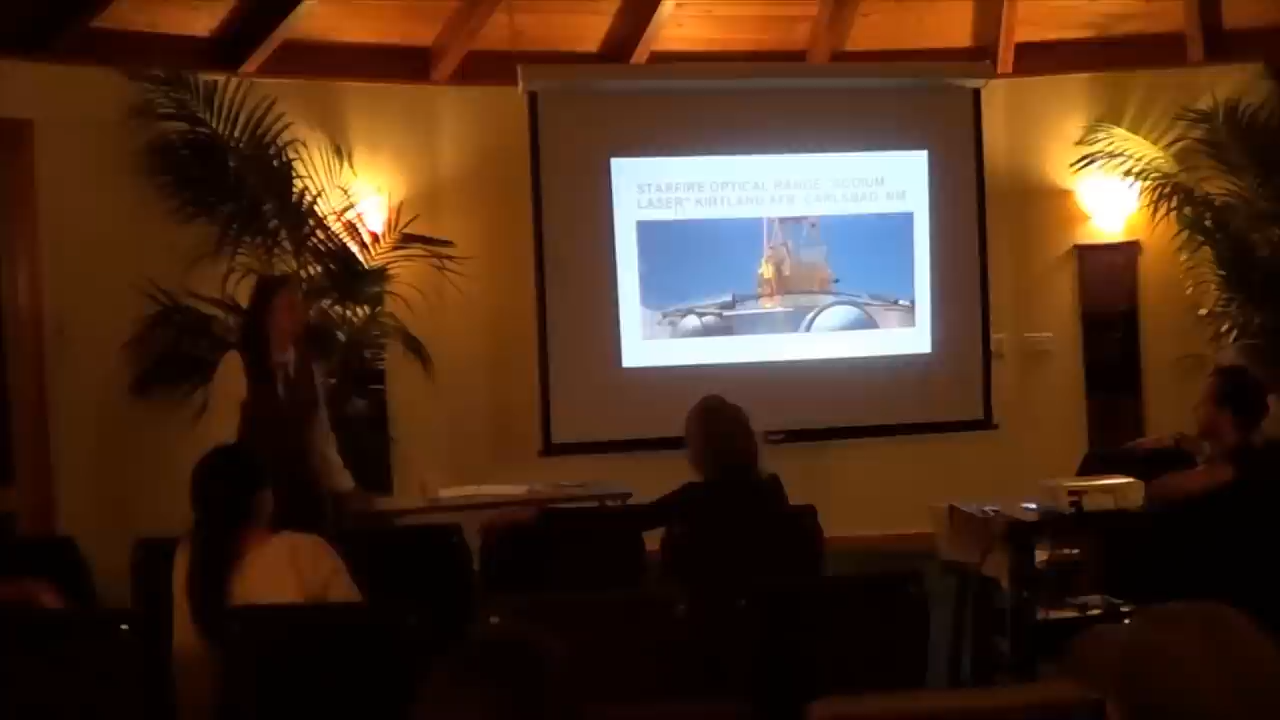 STARFIRE OPTICAL RANGE "SODIUM
LASER" KIRTLAND AFB, CARLSBAD, NM